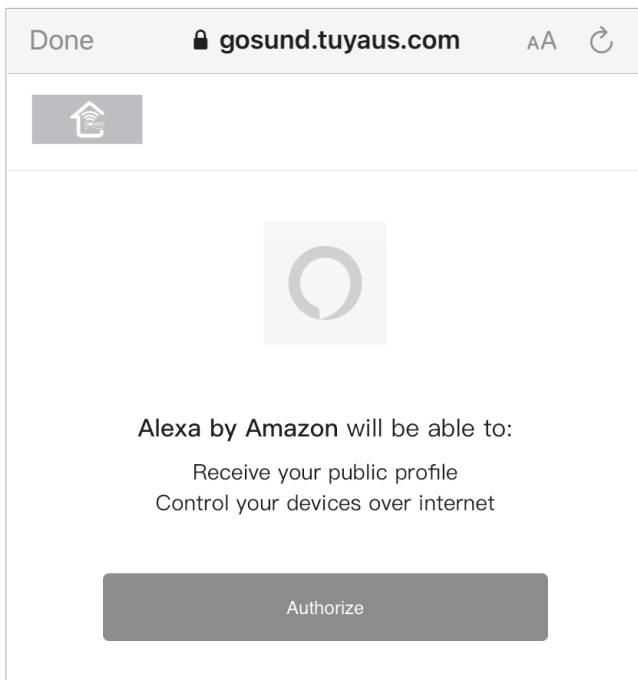 Done
gosund.tuyaus.com
AA
Alexa by Amazon will be able to:
Receive your public profile
Control your devices over internet
Authorize